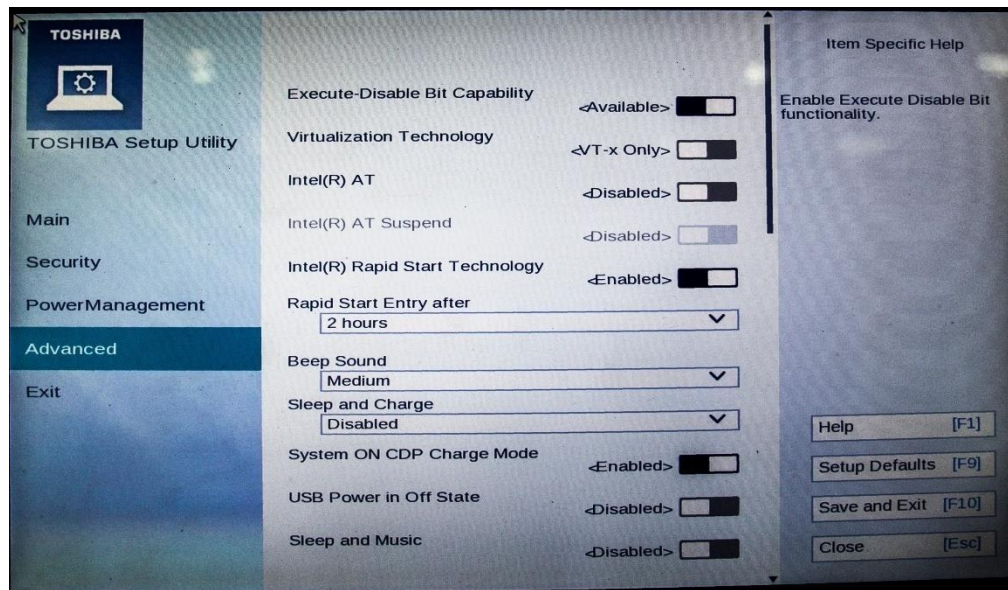 TOSHIBA
TOSHIBA Setup Utility
Main
Security
PowerManagement
Advanced
Exit
Execute-Disable Bit Capability
<Available>
Virtualization Technology
<VT-x Only>
Intel(R) AT
<Disabled>
Intel(R) AT Suspend
<Disabled>
Intel(R) Rapid Start Technology
<Enabled>
Rapid Start Entry after
2 hours
Beep Sound
Medium
Sleep and Charge
Disabled
System ON CDP Charge Mode
<Enabled>
USB Power in Off State
<Disabled>
Sleep and Music
<Disabled>
Item Specific Help
Enable Execute Disable Bit
functionality.
Help [F1]
Setup Defaults [F9]
Save and Exit [F10]
Close [Esc]